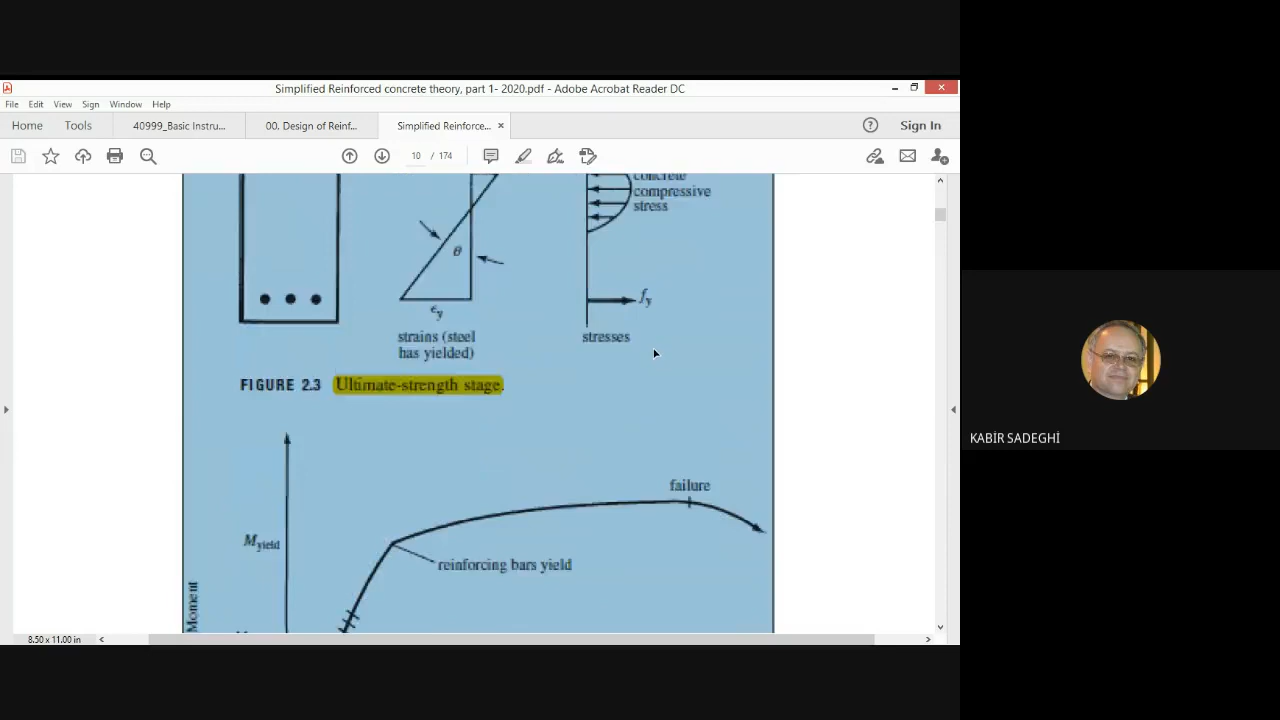 Simplified Reinforced concrete theory, part 1- 2020.pdf - Adobe Acrobat Reader DC
File Edit View Sign Window Help
Home Tools 40999_Basic Instru... 00. Design of Reinf... Simplified Reinforce... × Sign In
10 / 174
concrete
compressive
stress
θ
ϵy
fy
strains (steel
has yielded)
stresses
FIGURE 2.3 Ultimate-strength stage.
failure
Myield
reinforcing bars yield
Moment
8.50 x 11.00 in
KABİR SADEGHİ